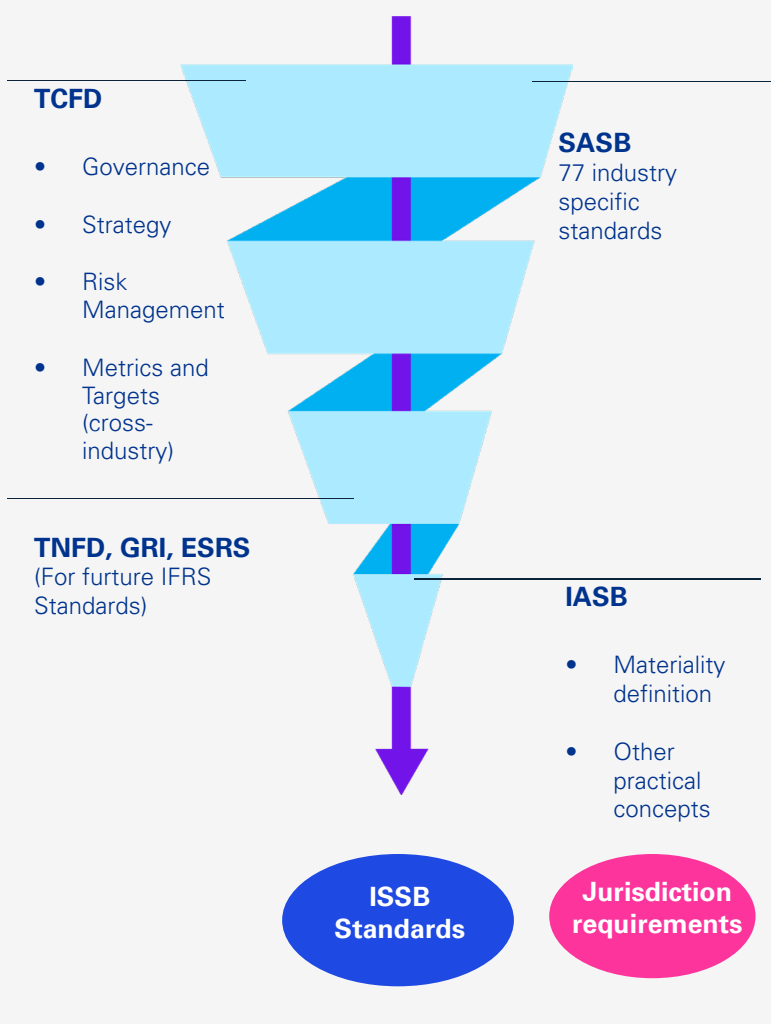 TCFD
• Governance
• Strategy
• Risk
Management
• Metrics and
Targets
(cross-
industry)
SASB
77 industry
specific
standards
TNFD, GRI, ESRS
(For furture IFRS
Standards)
IASB
• Materiality
definition
• Other
practical
concepts
ISSB
Standards
Jurisdiction
requirements